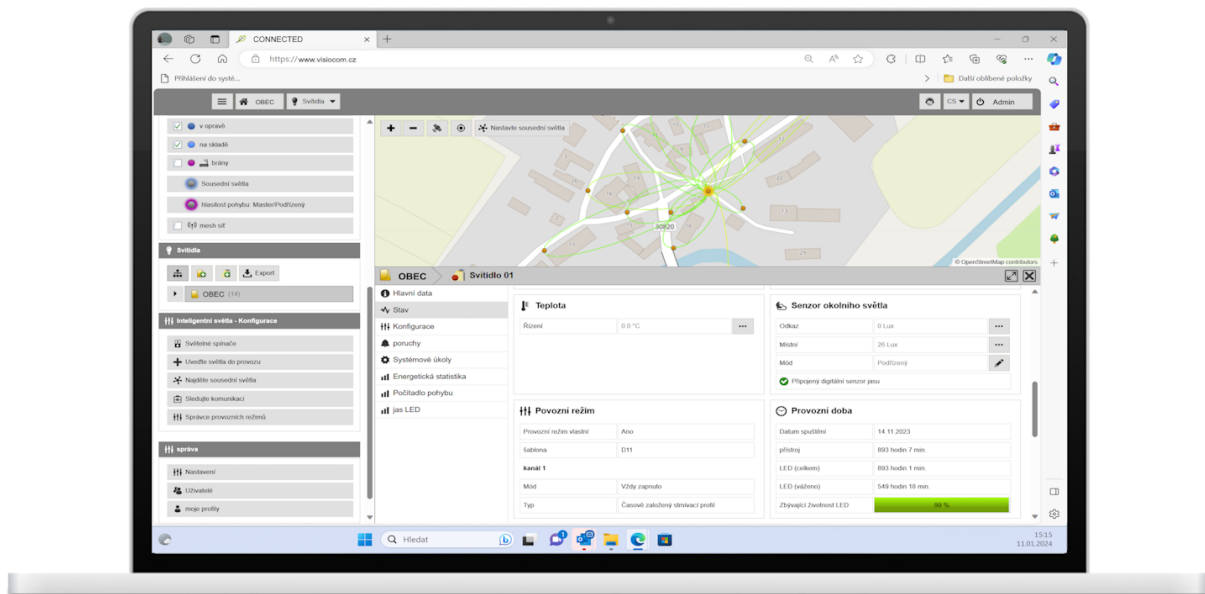 CONNECTED
https://www.visiocom.cz
Přihlášení do systé...
Další oblíbené položky
OBEC
Svítidla
CS
Admin
v opravě
na skladě
brány
Sousední světla
hlasitost pohybu: Master/Podřízený
mesh síť
Svítidla
Export
OBEC (14)
Inteligentní světla - Konfigurace
Světelné spínače
Uveďte světla do provozu
Najděte sousední světla
Sledujte komunikaci
Správce provozních režimů
správa
Nastavení
Uživatelé
moje profily
Nastavte sousední světla
30820
© OpenStreetMap contributors
OBEC
Svítidlo 01
Hlavní data
Stav
Konfigurace
poruchy
Systémové úkoly
Energetická statistika
Počítadlo pohybu
jas LED
Teplota
Řízení
0.0 °C
Senzor okolního světla
Odkaz
0 Lux
Místní
26 Lux
Mód
Podřízený
Připojený digitální senzor jasu
Povozní režim
Provozní režim vlastní
Ano
šablona
D11
kanál 1
Mód
Vždy zapnuto
Typ
Časově založený stmívací profil
Provozní doba
Datum spuštění
14.11.2023
přístroj
893 hodin 7 min.
LED (celkem)
893 hodin 1 min.
LED (váženo)
549 hodin 18 min.
Zbývající životnost LED
99 %
Hledat
15:15
11.01.2024